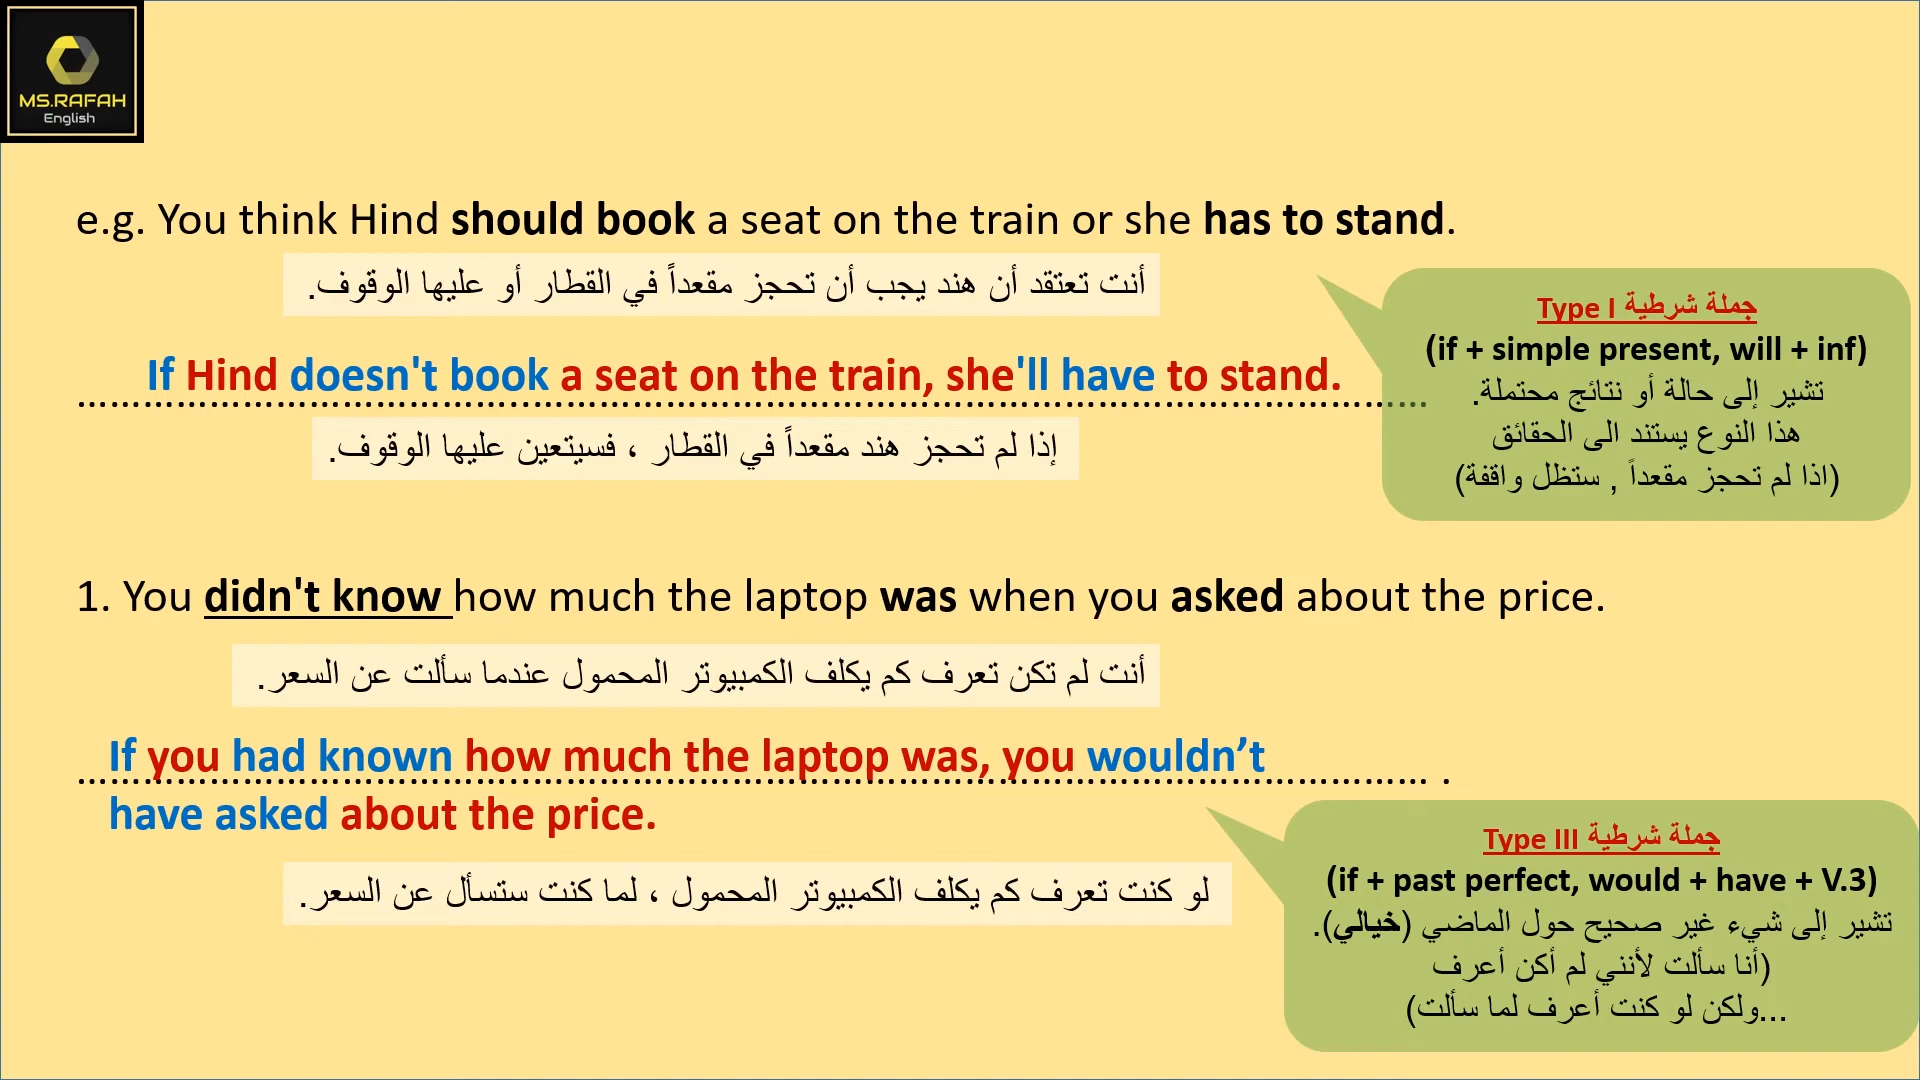 MS.RAFAH
English
e.g. You think Hind should book a seat on the train or she has to stand.
أنت تعتقد أن هند يجب أن تحجز مقعداً في القطار أو عليها الوقوف.
If Hind doesn't book a seat on the train, she'll have to stand.
إذا لم تحجز هند مقعداً في القطار ، فسيتعين عليها الوقوف.
جملة شرطية Type I
(if + simple present, will + inf)
تشير إلى حالة أو نتائج محتملة.
هذا النوع يستند الى الحقائق
(اذا لم تحجز مقعداً , ستظل واقفة)
1. You didn't know how much the laptop was when you asked about the price.
أنت لم تكن تعرف كم يكلف الكمبيوتر المحمول عندما سألت عن السعر.
If you had known how much the laptop was, you wouldn’t
have asked about the price.
لو كنت تعرف كم يكلف الكمبيوتر المحمول ، لما كنت ستسأل عن السعر.
جملة شرطية Type III
(if + past perfect, would + have + V.3)
تشير إلى شيء غير صحيح حول الماضي (خيالي).
(أنا سألت لأنني لم أكن أعرف
...ولكن لو كنت أعرف لما سألت)